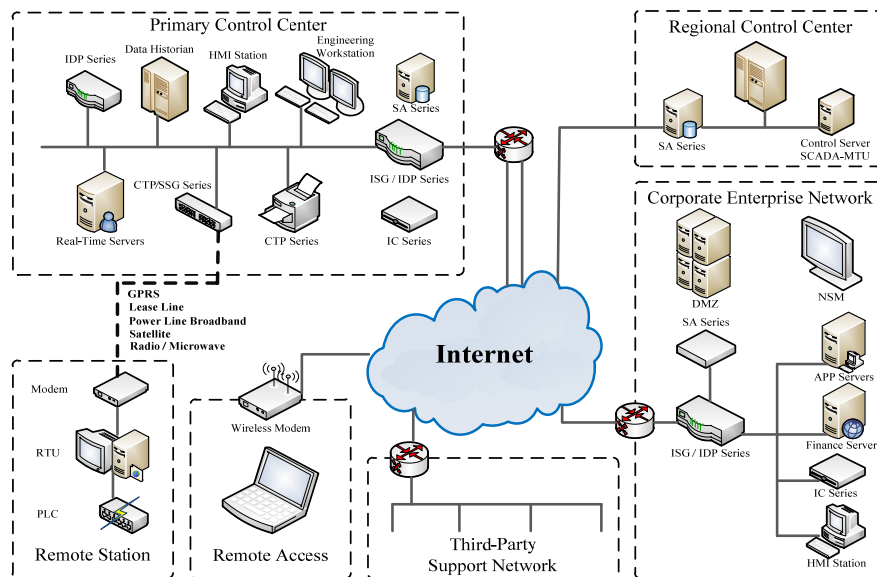 Primary Control Center
IDP Series
Data Historian
HMI Station
Engineering
Workstation
SA Series
ISG / IDP Series
Real-Time Servers
CTP/SSG Series
CTP Series
IC Series
GPRS
Lease Line
Power Line Broadband
Satellite
Radio / Microwave
Regional Control Center
SA Series
Control Server
SCADA-MTU
Corporate Enterprise Network
DMZ
NSM
SA Series
APP Servers
ISG / IDP Series
Finance Server
IC Series
HMI Station
Internet
Modem
RTU
PLC
Remote Station
Wireless Modem
Remote Access
Third-Party
Support Network